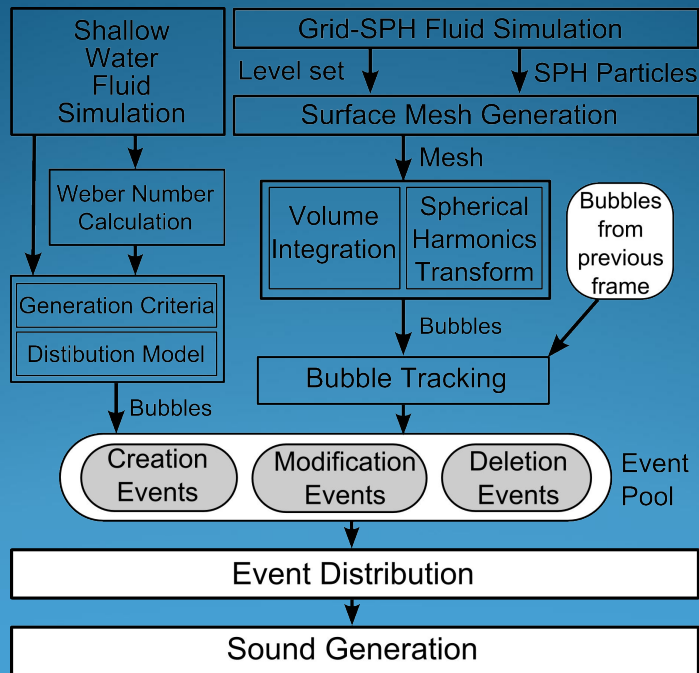 Shallow
Water
Fluid
Simulation
Grid-SPH Fluid Simulation
Level set
SPH Particles
Surface Mesh Generation
Mesh
Weber Number
Calculation
Volume
Integration
Spherical
Harmonics
Transform
Bubbles
from
previous
frame
Generation Criteria
Distibution Model
Bubbles
Bubble Tracking
Bubbles
Creation
Events
Modification
Events
Deletion
Events
Event
Pool
Event Distribution
Sound Generation